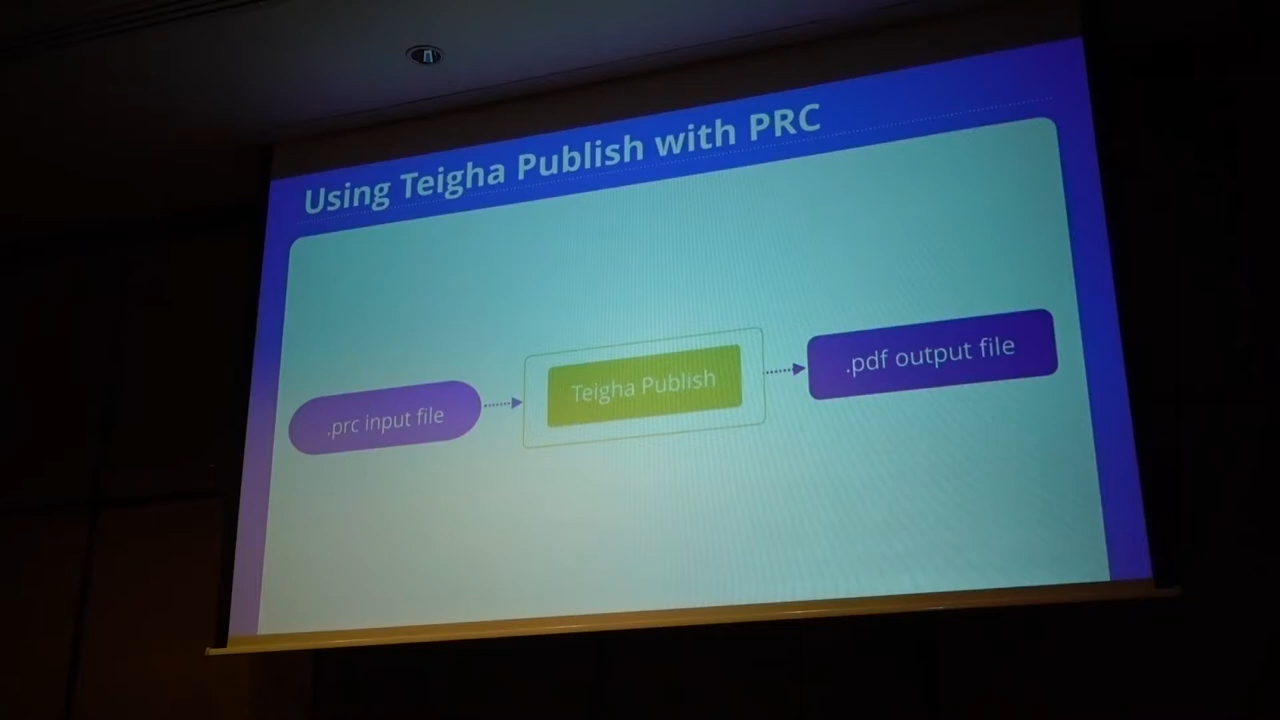 Using Teigha Publish with PRC
.prc input file
Teigha Publish
.pdf output file